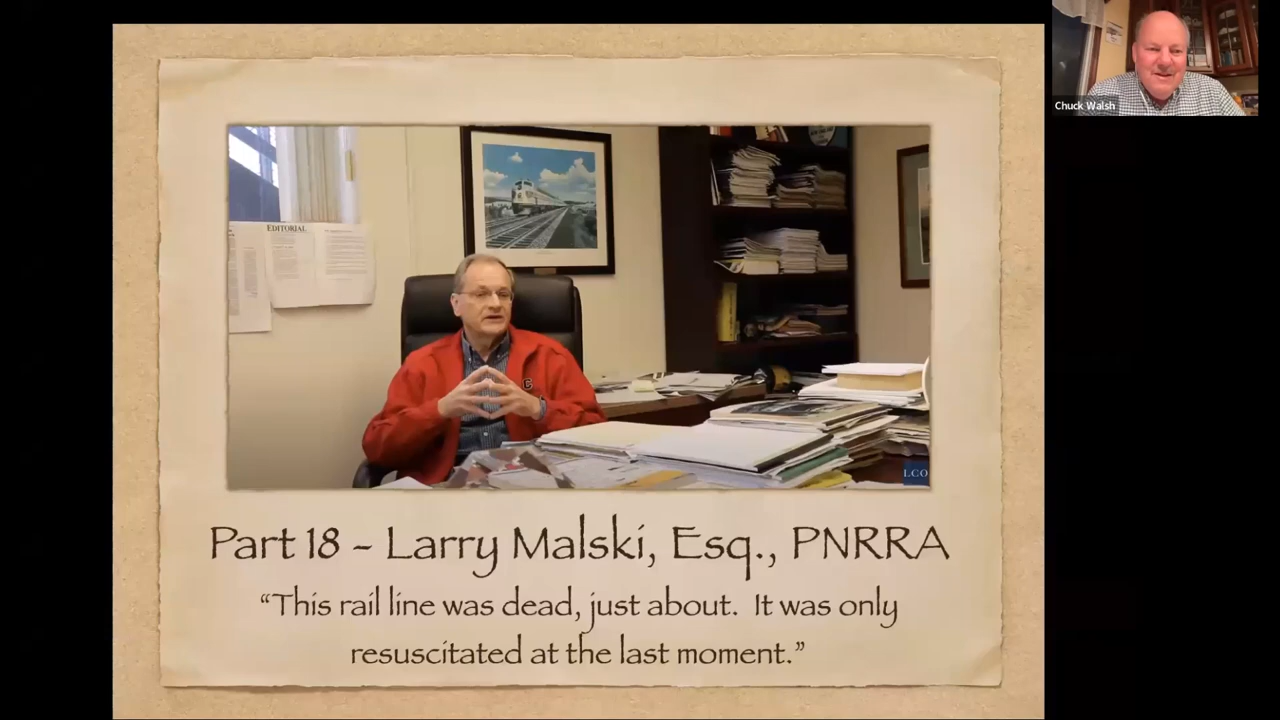 Chuck Walsh
EDITORIAL
C
LCO
Part 18 – Larry Malski, Esq., PNRRA
“This rail line was dead, just about. It was only
resuscitated at the last moment.”